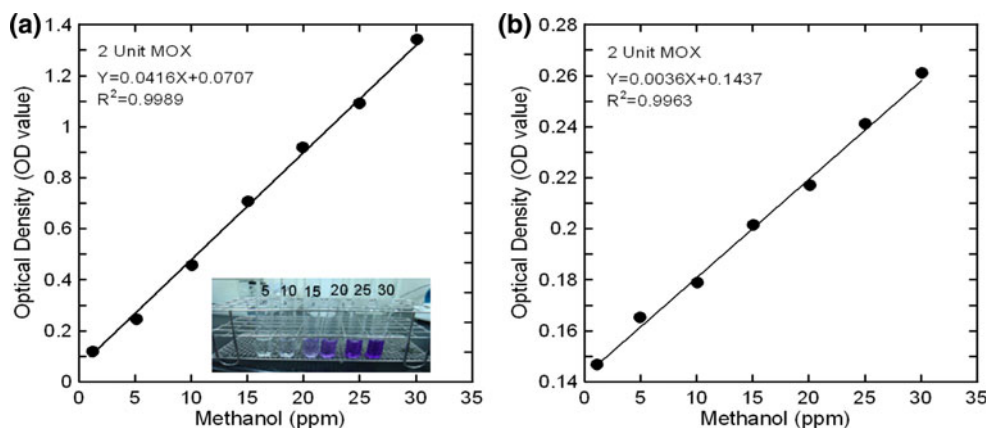 (a)
2 Unit MOX
Y=0.0416X+0.0707
R²=0.9989
Optical Density (OD value)
1.4
1.2
1
0.8
0.6
0.4
0.2
0
5 10 15 20 25 30
0 5 10 15 20 25 30 35
Methanol (ppm)
(b)
2 Unit MOX
Y=0.0036X+0.1437
R²=0.9963
Optical Density (OD value)
0.28
0.26
0.24
0.22
0.2
0.18
0.16
0.14
0 5 10 15 20 25 30 35
Methanol (ppm)